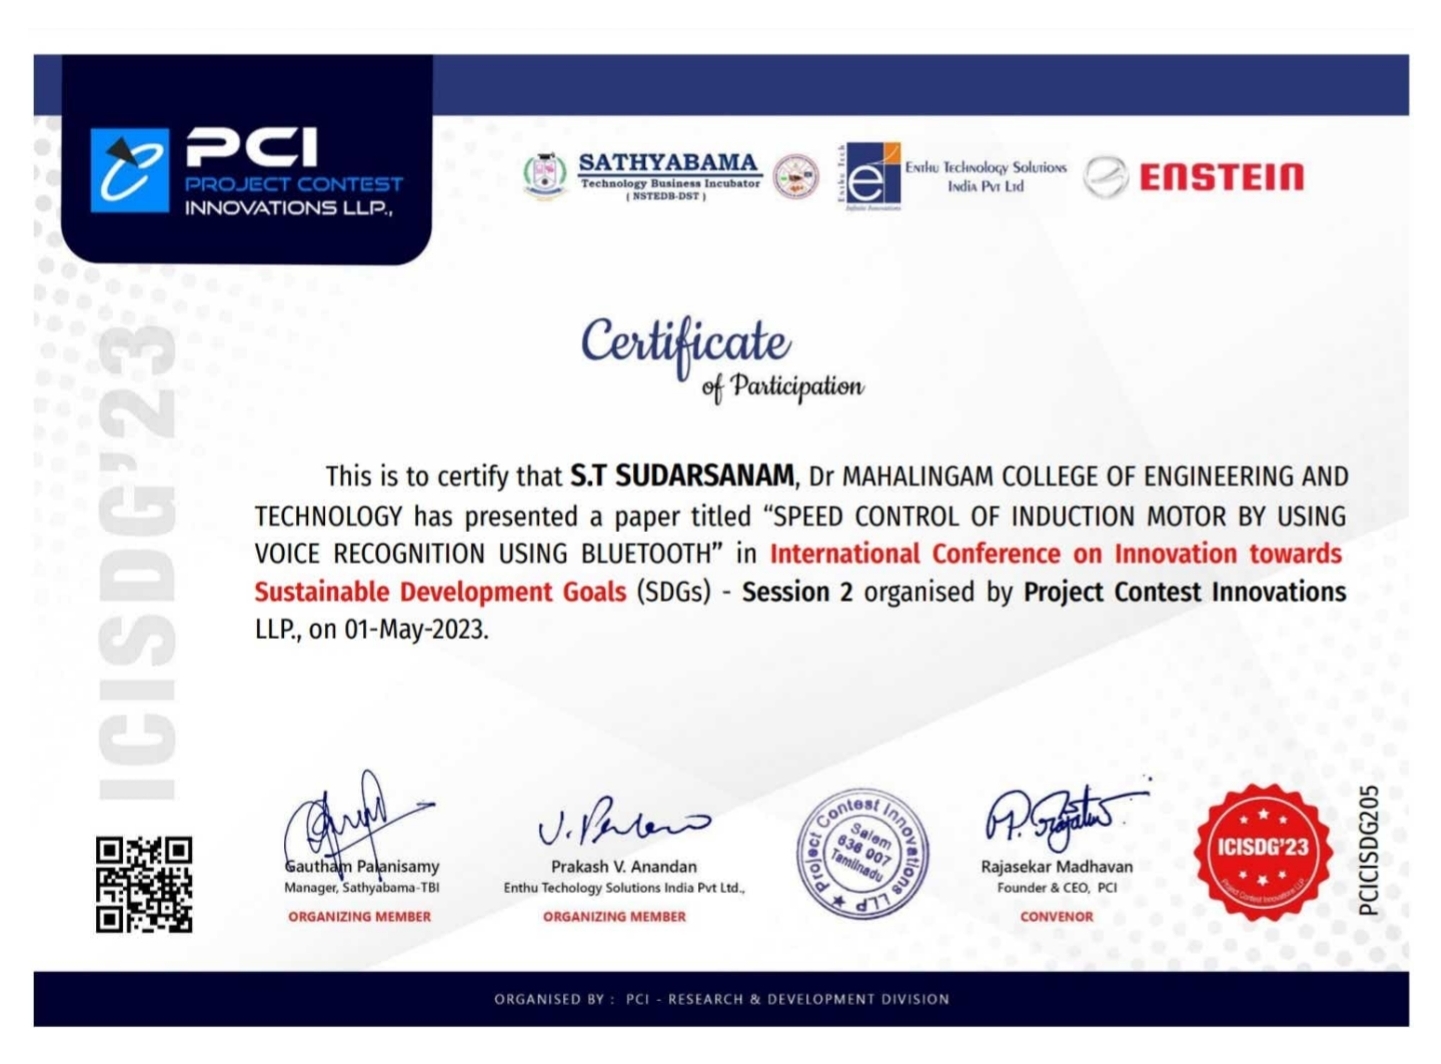 PCI
PROJECT CONTEST
INNOVATIONS LLP.,
SATHYABAMA
Technology Business Incubator
( NSTEDB-DST )
Enthu Tech
e
Infinite Innovations
Enthu Technology Solutions
India Pvt Ltd
ENSTEIN
ICISDG'23
Certificate
of Participation
This is to certify that S.T SUDARSANAM, Dr MAHALINGAM COLLEGE OF ENGINEERING AND
TECHNOLOGY has presented a paper titled “SPEED CONTROL OF INDUCTION MOTOR BY USING
VOICE RECOGNITION USING BLUETOOTH” in International Conference on Innovation towards
Sustainable Development Goals (SDGs) - Session 2 organised by Project Contest Innovations
LLP., on 01-May-2023.
Gautham Palanisamy
Manager, Sathyabama-TBI
ORGANIZING MEMBER
Prakash V. Anandan
Enthu Techology Solutions India Pvt Ltd.,
ORGANIZING MEMBER
Project Contest Innovations LLP
Salem
636 007
Tamilnadu
Rajasekar Madhavan
Founder & CEO, PCI
CONVENOR
ICISDG'23
Project Contest Innovations LLP.,
PCICISDG205
ORGANISED BY : PCI - RESEARCH & DEVELOPMENT DIVISION